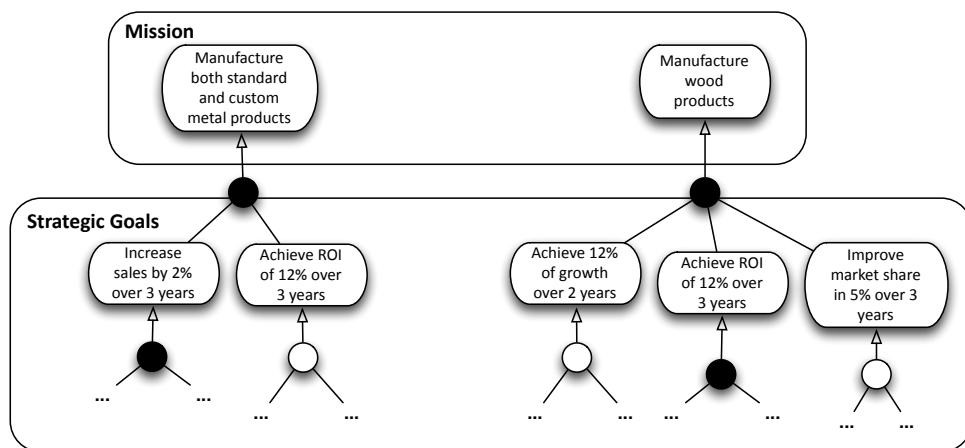 Mission
Manufacture
both standard
and custom
metal products
Manufacture
wood
products
Strategic Goals
Increase
sales by 2%
over 3 years
Achieve ROI
of 12% over
3 years
Achieve 12%
of growth
over 2 years
Achieve ROI
of 12% over
3 years
Improve
market share
in 5% over 3
years
... ...
... ...
... ...
... ...
... ...